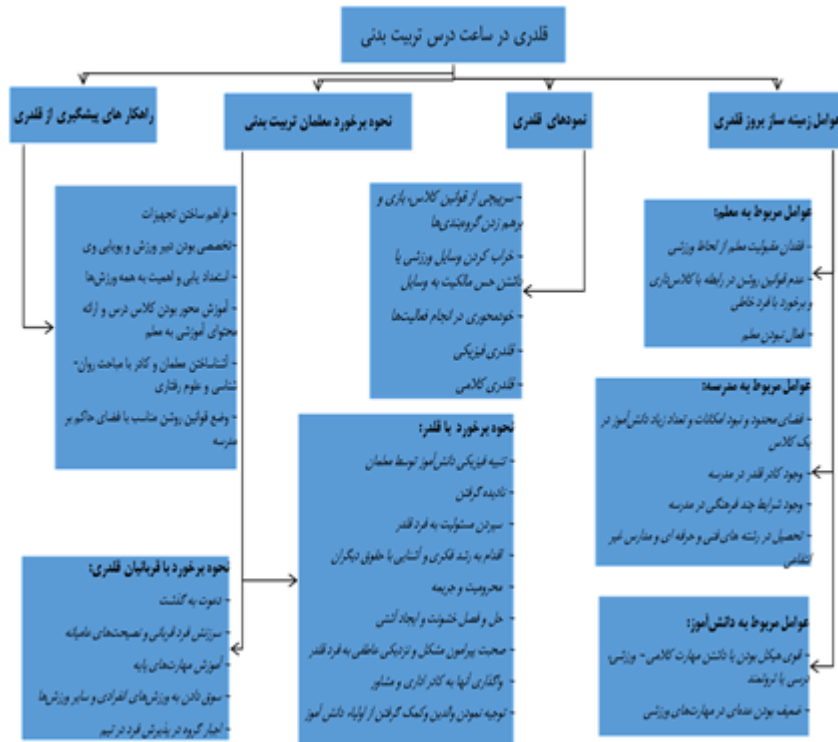 قلدری در ساعت درس تربیت بدنی
عوامل زمینه ساز بروز قلدری
نمودهای قلدری
نحوه برخورد معلمان تربیت بدنی
راهکار های پیشگیری از قلدری
عوامل مربوط به معلم:
- فقدان مقبولیت معلم از لحاظ ورزشی
- عدم قوانین روشن در رابطه با کلاس‌داری
و برخورد با فرد خاطی
- فعال نبودن معلم
عوامل مربوط به مدرسه:
- فضای محدود و نبود امکانات و تعداد زیاد دانش‌آموز در
یک کلاس
- وجود کادر قلدر در مدرسه
- وجود شرایط چند فرهنگی در مدرسه
- تحصیل در رشته های فنی و حرفه ای و مدارس غیر
انتفاعی
عوامل مربوط به دانش‌آموز:
- قوی هیکل بودن یا داشتن مهارت کلامی- ورزشی،
درسی یا ثروتمند
- ضعیف بودن عده‌ای در مهارت‌های ورزشی
- سرپیچی از قوانین کلاس، بازی و
برهم زدن گروه‌بندی‌ها
- خراب کردن وسایل ورزشی یا
داشتن حس مالکیت به وسایل
- خودمحوری در انجام فعالیت‌ها
- قلدری فیزیکی
- قلدری کلامی
نحوه برخورد با قلدر:
- تنبیه فیزیکی دانش‌آموز توسط معلمان
- نادیده گرفتن
- سپردن مسئولیت به فرد قلدر
- اقدام به رشد فکری و آشنایی با حقوق دیگران
- محرومیت و جریمه
- حل و فصل خشونت و ایجاد آشتی
- صحبت پیرامون مشکل و نزدیکی عاطفی به فرد قلدر
- واگذاری آنها به کادر اداری و مشاور
- توجیه نمودن والدین وکمک گرفتن از اولیاء دانش آموز
نحوه برخورد با قربانیان قلدری:
- دعوت به گذشت
- سرزنش فرد قربانی و نصیحت‌های عامیانه
- آموزش مهارت‌های پایه
- سوق دادن به ورزش‌های انفرادی و سایر ورزش‌ها
- اجبار گروه در پذیرش فرد در تیم
- فراهم ساختن تجهیزات
- تخصصی بودن دبیر ورزش و پویایی وی
- استعداد یابی و اهمیت به همه ورزش‌ها
- آموزش محور بودن کلاس درس و ارائه
محتوای آموزشی به معلم
- آشناساختن معلمان و کادر با مباحث روان-
شناسی و علوم رفتاری
- وضع قوانین روشن مناسب با فضای حاکم بر
مدرسه